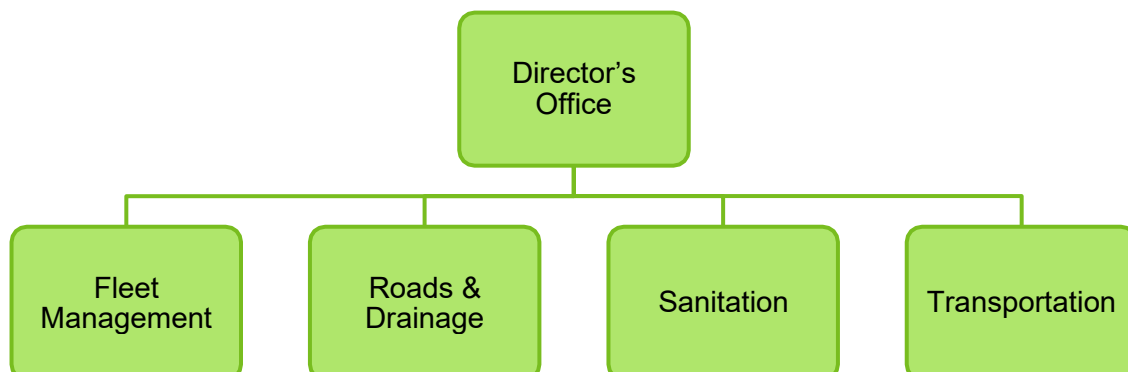 Director’s
Office
Fleet
Management
Roads &
Drainage
Sanitation
Transportation